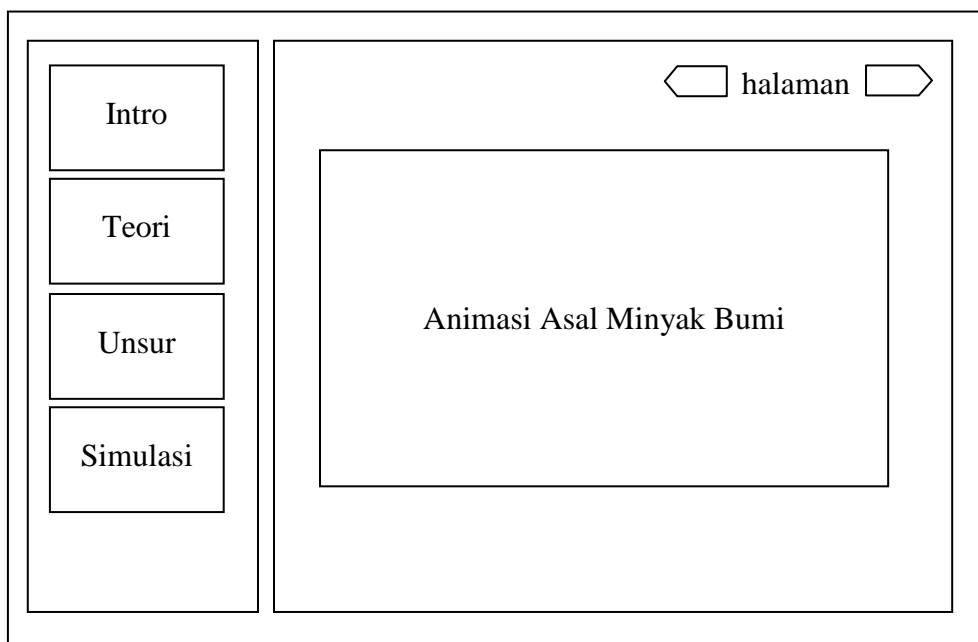 Intro
Teori
Unsur
Simulasi
halaman
Animasi Asal Minyak Bumi